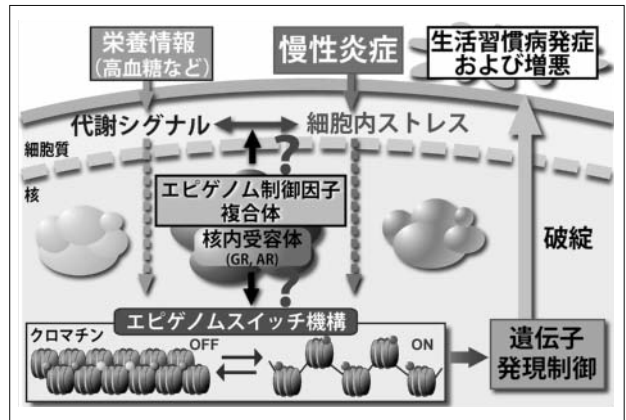 栄養情報
(高血糖など)
慢性炎症
生活習慣病発症
および増悪
代謝シグナル
細胞内ストレス
細胞質
核
?
エピゲノム制御因子
複合体
核内受容体
(GR, AR)
破綻
?
エピゲノムスイッチ機構
クロマチン
OFF
ON
遺伝子
発現制御